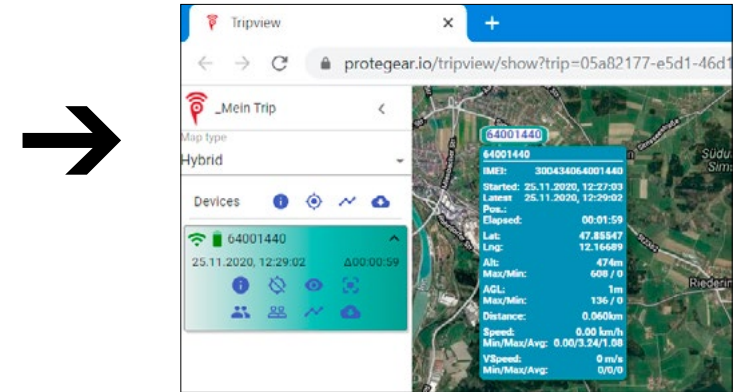 Tripview
protegear.io/tripview/show?trip=05a82177-e5d1-46d1
_Mein Trip
Map type
Hybrid
Devices
64001440
25.11.2020, 12:29:02 Δ00:00:59
64001440
64001440
IMEI: 300434064001440
Started: 25.11.2020, 12:27:03
Latest 25.11.2020, 12:29:02
Pos.:
Elapsed: 00:01:59
Lat: 47.85547
Lng: 12.16689
Alt: 474m
Max/Min: 608 / 0
AGL: 1m
Max/Min: 136 / 0
Distance: 0.060km
Speed: 0.00 km/h
Min/Max/Avg: 0.00/3.24/1.08
VSpeed: 0 m/s
Min/Max/Avg: 0/0/0
Südu
Sims
Riederin